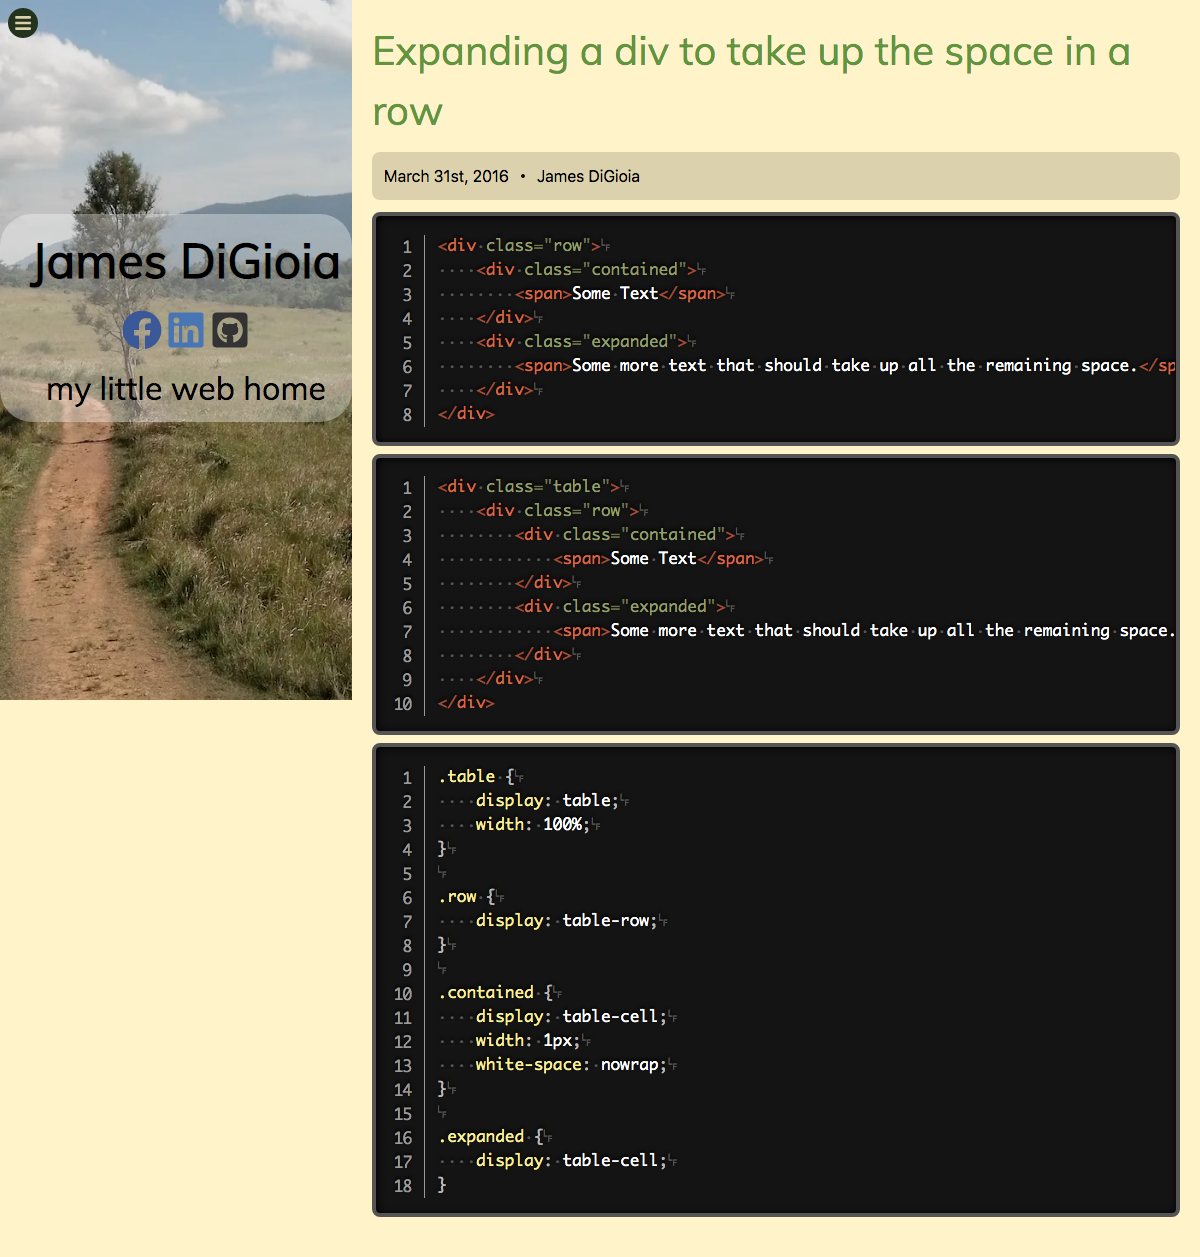 James DiGioia
my little web home
Expanding a div to take up the space in a
row
March 31st, 2016 • James DiGioia
1 <div class="row">
2     <div class="contained">
3         <span>Some Text</span>
4     </div>
5     <div class="expanded">
6         <span>Some more text that should take up all the remaining space.</sp
7     </div>
8 </div>
1 <div class="table">
2     <div class="row">
3         <div class="contained">
4             <span>Some Text</span>
5         </div>
6         <div class="expanded">
7             <span>Some more text that should take up all the remaining space.
8         </div>
9     </div>
10 </div>
1 .table {
2     display: table;
3     width: 100%;
4 }
5
6 .row {
7     display: table-row;
8 }
9
10 .contained {
11     display: table-cell;
12     width: 1px;
13     white-space: nowrap;
14 }
15
16 .expanded {
17     display: table-cell;
18 }